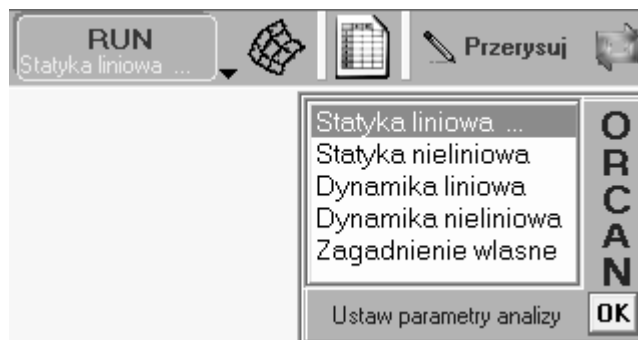 RUN
Statyka liniowa ...
Przerysuj
Statyka liniowa ...
Statyka nieliniowa
Dynamika liniowa
Dynamika nieliniowa
Zagadnienie wlasne
ORCAN
Ustaw parametry analizy
OK